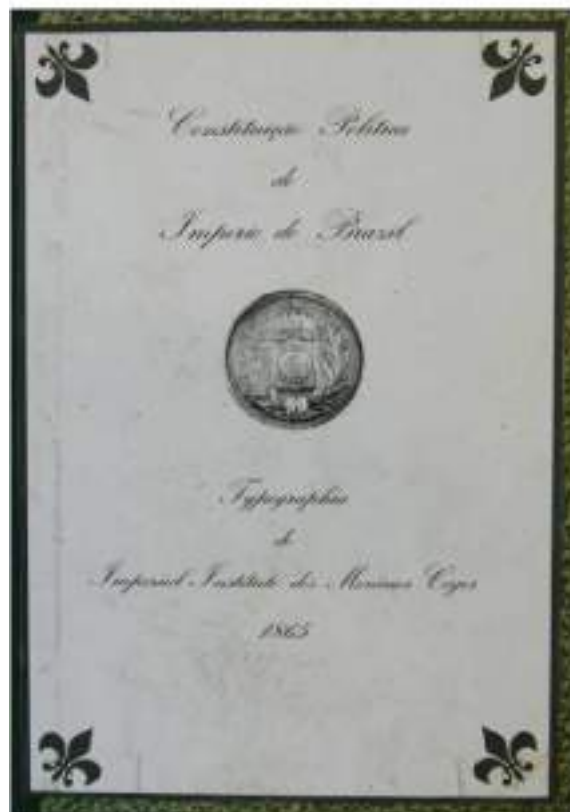 Constituição Politica
do
Imperio do Brazil
Typographia
do
Imperial Instituto dos Meninos Cegos
1865